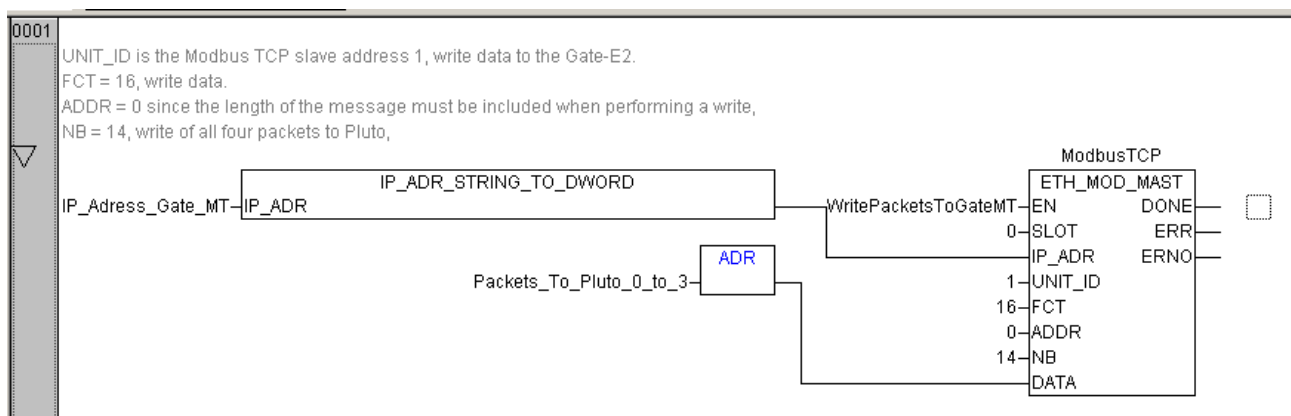 0001
UNIT_ID is the Modbus TCP slave address 1, write data to the Gate-E2.
FCT = 16, write data.
ADDR = 0 since the length of the message must be included when performing a write,
NB = 14, write of all four packets to Pluto,
ModbusTCP
IP_ADR_STRING_TO_DWORD
ETH_MOD_MAST
IP_Adress_Gate_MT
IP_ADR
WritePacketsToGateMT
EN
DONE
0
SLOT
ERR
IP_ADR
ERNO
ADR
Packets_To_Pluto_0_to_3
1
UNIT_ID
16
FCT
0
ADDR
14
NB
DATA